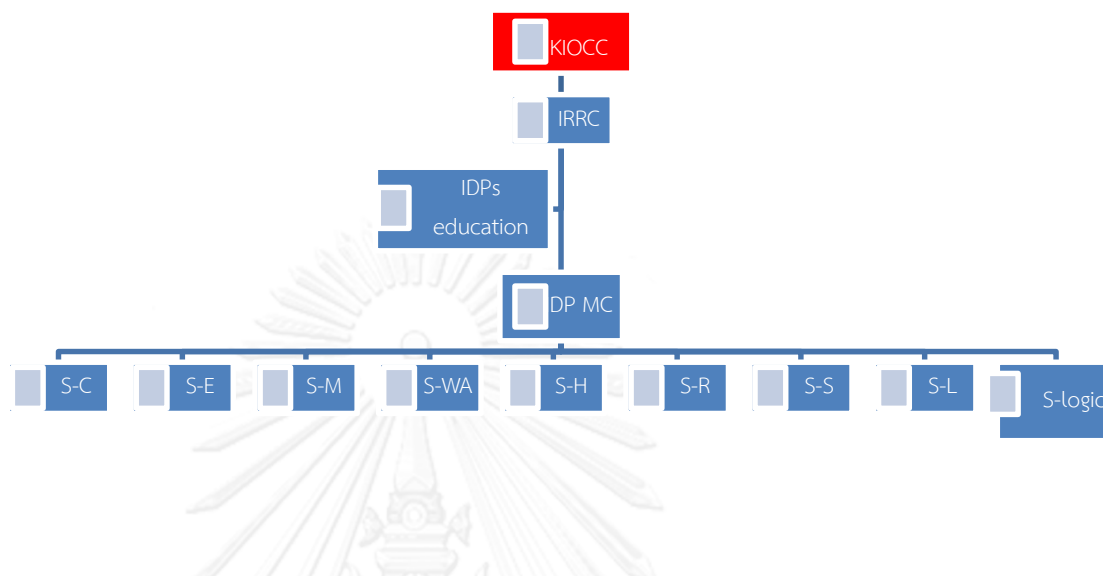 KIOCC
IRRC
IDPs
education
DP MC
S-C
S-E
S-M
S-WA
S-H
S-R
S-S
S-L
S-logic